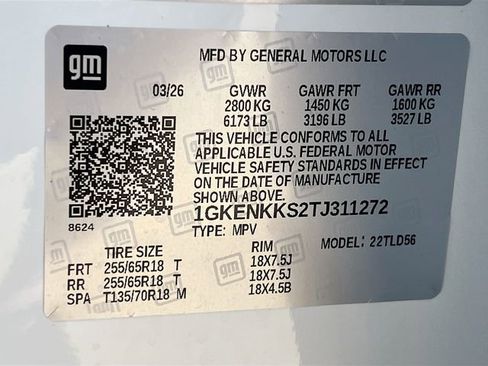 gm
MFD BY GENERAL MOTORS LLC
03/26 GVWR GAWR FRT GAWR RR
2800 KG 1450 KG 1600 KG
6173 LB 3196 LB 3527 LB
THIS VEHICLE CONFORMS TO ALL
APPLICABLE U.S. FEDERAL MOTOR
VEHICLE SAFETY STANDARDS IN EFFECT
ON THE DATE OF MANUFACTURE
SHOWN ABOVE.
1GKENKKS2TJ311272
8624 TYPE: MPV MODEL: 22TLD56
TIRE SIZE RIM
FRT 255/65R18 T 18X7.5J
RR 255/65R18 T 18X7.5J
SPA T135/70R18 M 18X4.5B